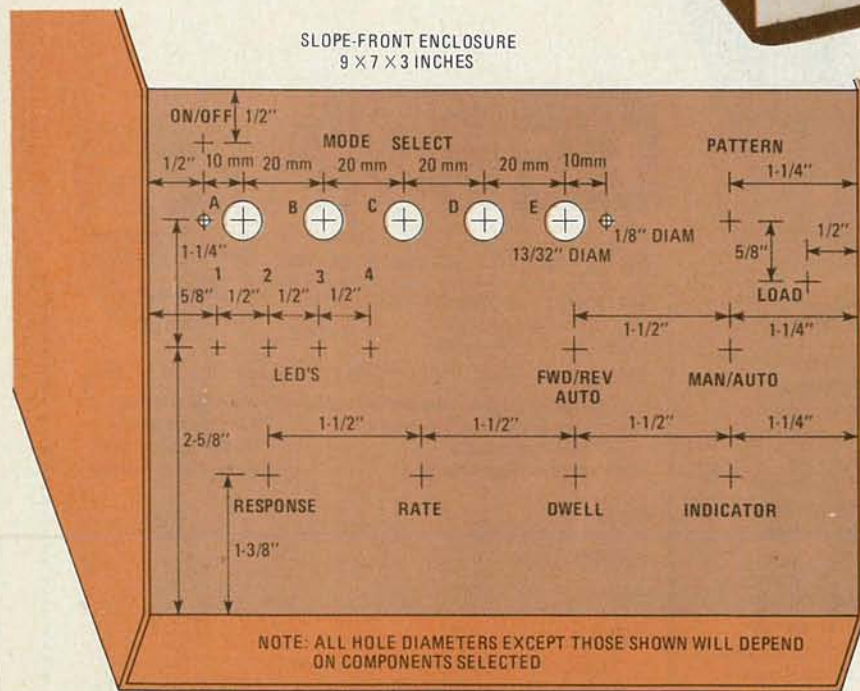 SLOPE-FRONT ENCLOSURE
9 X 7 X 3 INCHES
ON/OFF 1/2"
MODE SELECT
PATTERN
1/2" 10 mm 20 mm 20 mm 20 mm 20 mm 10mm
1-1/4"
A B C D E
1/8" DIAM
13/32" DIAM
5/8"
1/2"
1-1/4"
1 2 3 4
LOAD
5/8" 1/2" 1/2" 1/2"
1-1/2" 1-1/4"
LED'S
FWD/REV
AUTO
MAN/AUTO
2-5/8"
1-1/2" 1-1/2" 1-1/2" 1-1/4"
RESPONSE RATE DWELL INDICATOR
1-3/8"
NOTE: ALL HOLE DIAMETERS EXCEPT THOSE SHOWN WILL DEPEND
ON COMPONENTS SELECTED